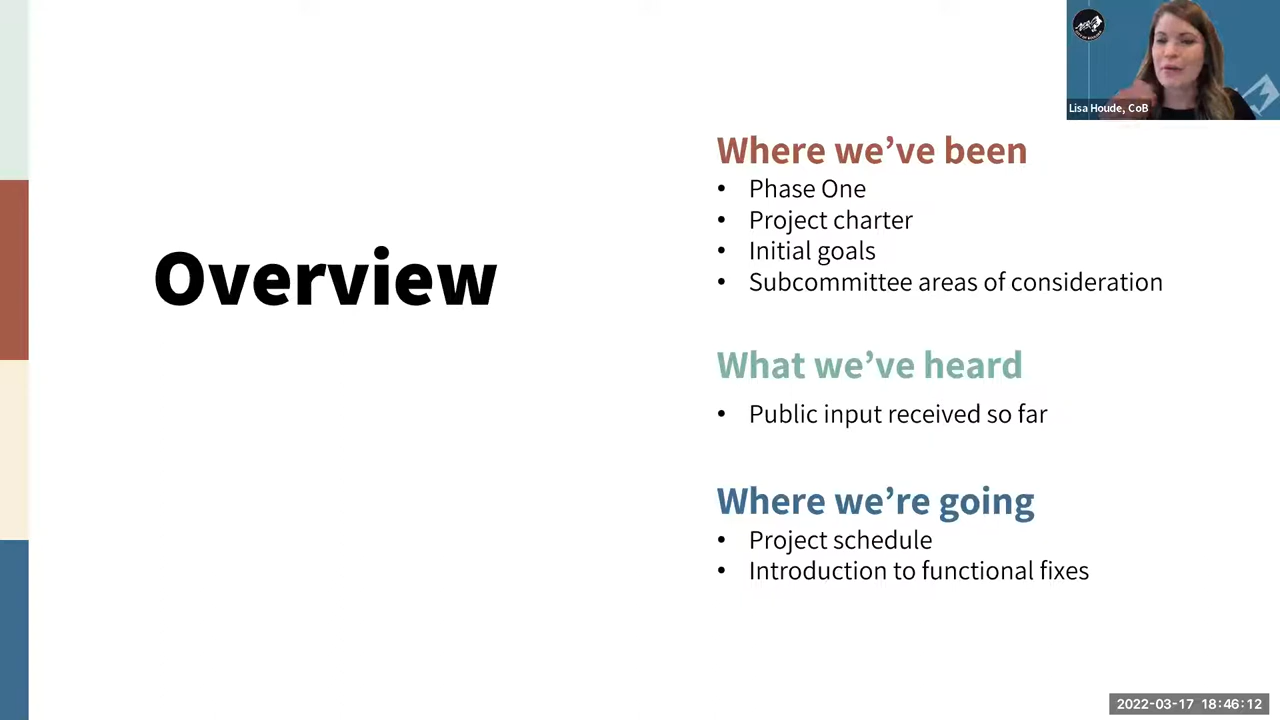 Lisa Houde, CoB
Overview
Where we’ve been
• Phase One
• Project charter
• Initial goals
• Subcommittee areas of consideration
What we’ve heard
• Public input received so far
Where we’re going
• Project schedule
• Introduction to functional fixes
2022-03-17 18:46:12